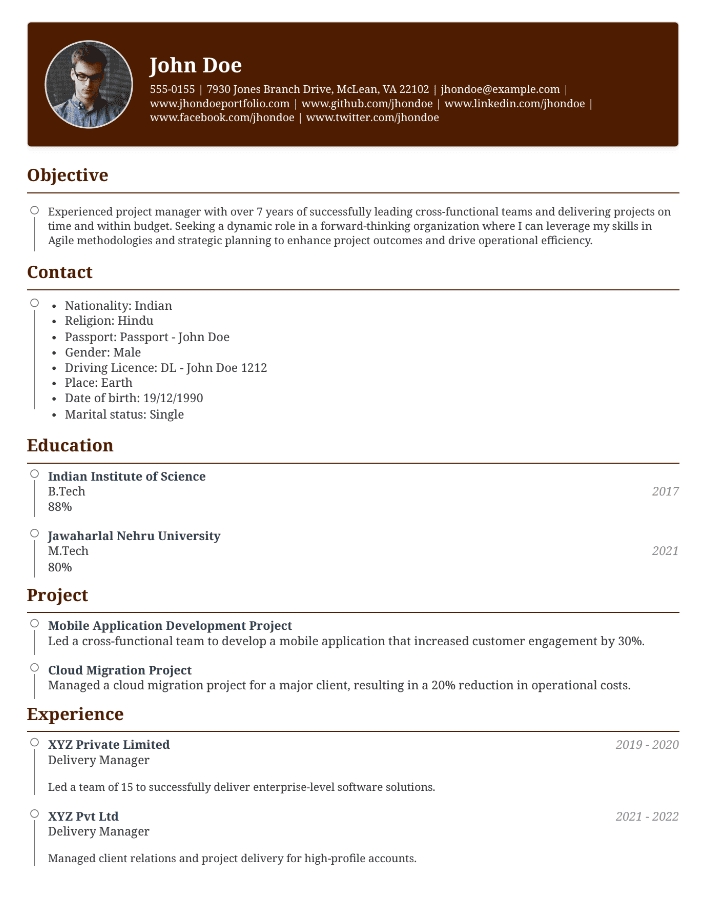 John Doe
555-0155 | 7930 Jones Branch Drive, McLean, VA 22102 | jhondoe@example.com |
www.jhondoeportfolio.com | www.github.com/jhondoe | www.linkedin.com/jhondoe |
www.facebook.com/jhondoe | www.twitter.com/jhondoe
Objective
Experienced project manager with over 7 years of successfully leading cross-functional teams and delivering projects on
time and within budget. Seeking a dynamic role in a forward-thinking organization where I can leverage my skills in
Agile methodologies and strategic planning to enhance project outcomes and drive operational efficiency.
Contact
• Nationality: Indian
• Religion: Hindu
• Passport: Passport - John Doe
• Gender: Male
• Driving Licence: DL - John Doe 1212
• Place: Earth
• Date of birth: 19/12/1990
• Marital status: Single
Education
Indian Institute of Science
B.Tech 2017
88%
Jawaharlal Nehru University
M.Tech 2021
80%
Project
Mobile Application Development Project
Led a cross-functional team to develop a mobile application that increased customer engagement by 30%.
Cloud Migration Project
Managed a cloud migration project for a major client, resulting in a 20% reduction in operational costs.
Experience
XYZ Private Limited 2019 - 2020
Delivery Manager
Led a team of 15 to successfully deliver enterprise-level software solutions.
XYZ Pvt Ltd 2021 - 2022
Delivery Manager
Managed client relations and project delivery for high-profile accounts.